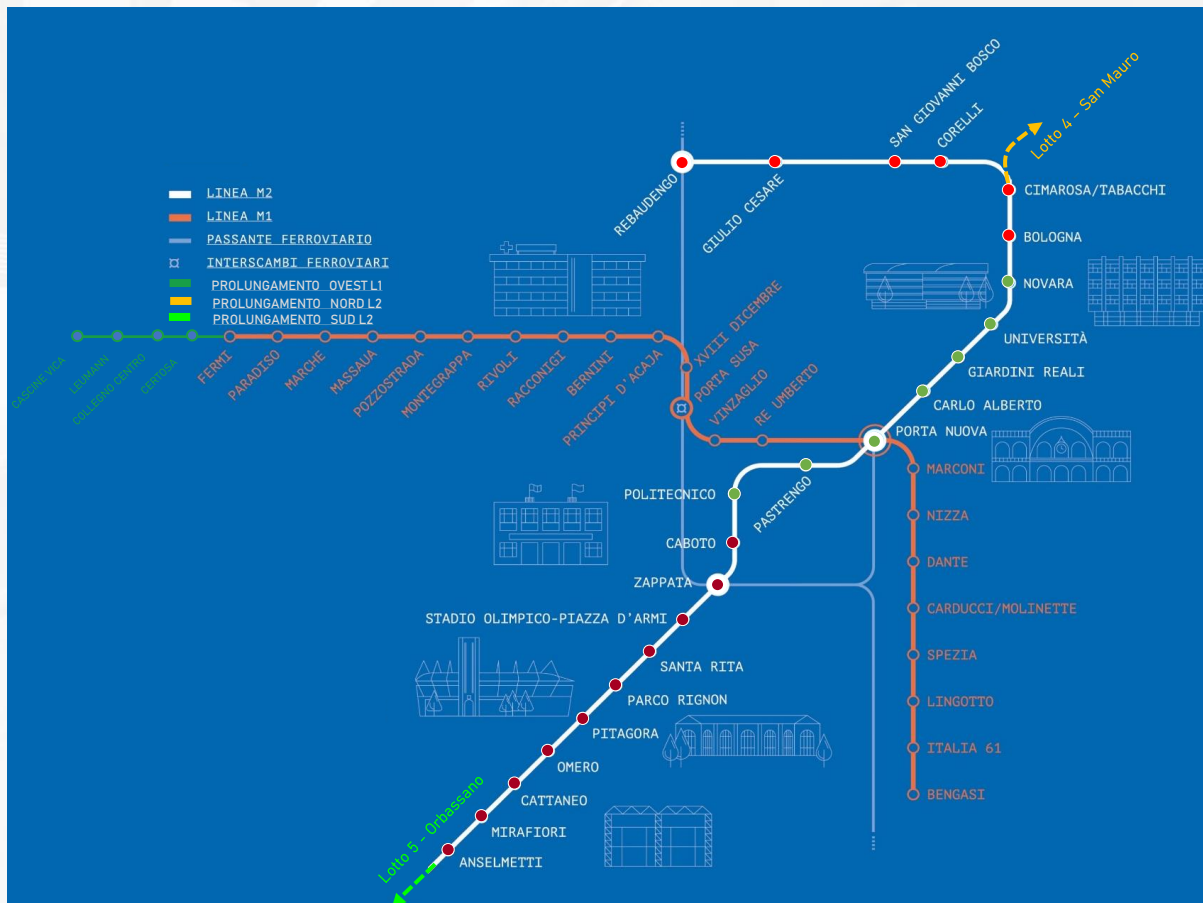 SAN GIOVANNI BOSCO
CORELLI
Lotto 4 - San Mauro
REBAUDENGO
GIULIO CESARE
CIMAROSA/TABACCHI
BOLOGNA
NOVARA
UNIVERSITÀ
GIARDINI REALI
CARLO ALBERTO
PORTA NUOVA
LINEA M2
LINEA M1
PASSANTE FERROVIARIO
INTERSCAMBI FERROVIARI
PROLUNGAMENTO OVEST L1
PROLUNGAMENTO NORD L2
PROLUNGAMENTO SUD L2
CASCINE VICA
LEUMANN
COLLEGNO CENTRO
CERTOSA
FERMI
PARADISO
MARCHE
MASSAUA
POZZOSTRADA
MONTEGRAPPA
RIVOLI
RACCONIGI
BERNINI
PRINCIPI D'ACAJA
XVIII DICEMBRE
PORTA SUSA
VINZAGLIO
RE UMBERTO
MARCONI
NIZZA
DANTE
CARDUCCI/MOLINETTE
SPEZIA
LINGOTTO
ITALIA 61
BENGASI
PASTRENGO
POLITECNICO
CABOTO
ZAPPATA
STADIO OLIMPICO-PIAZZA D'ARMI
SANTA RITA
PARCO RIGNON
PITAGORA
OMERO
CATTANEO
MIRAFIORI
ANSELMETTI
Lotto 5 - Orbassano